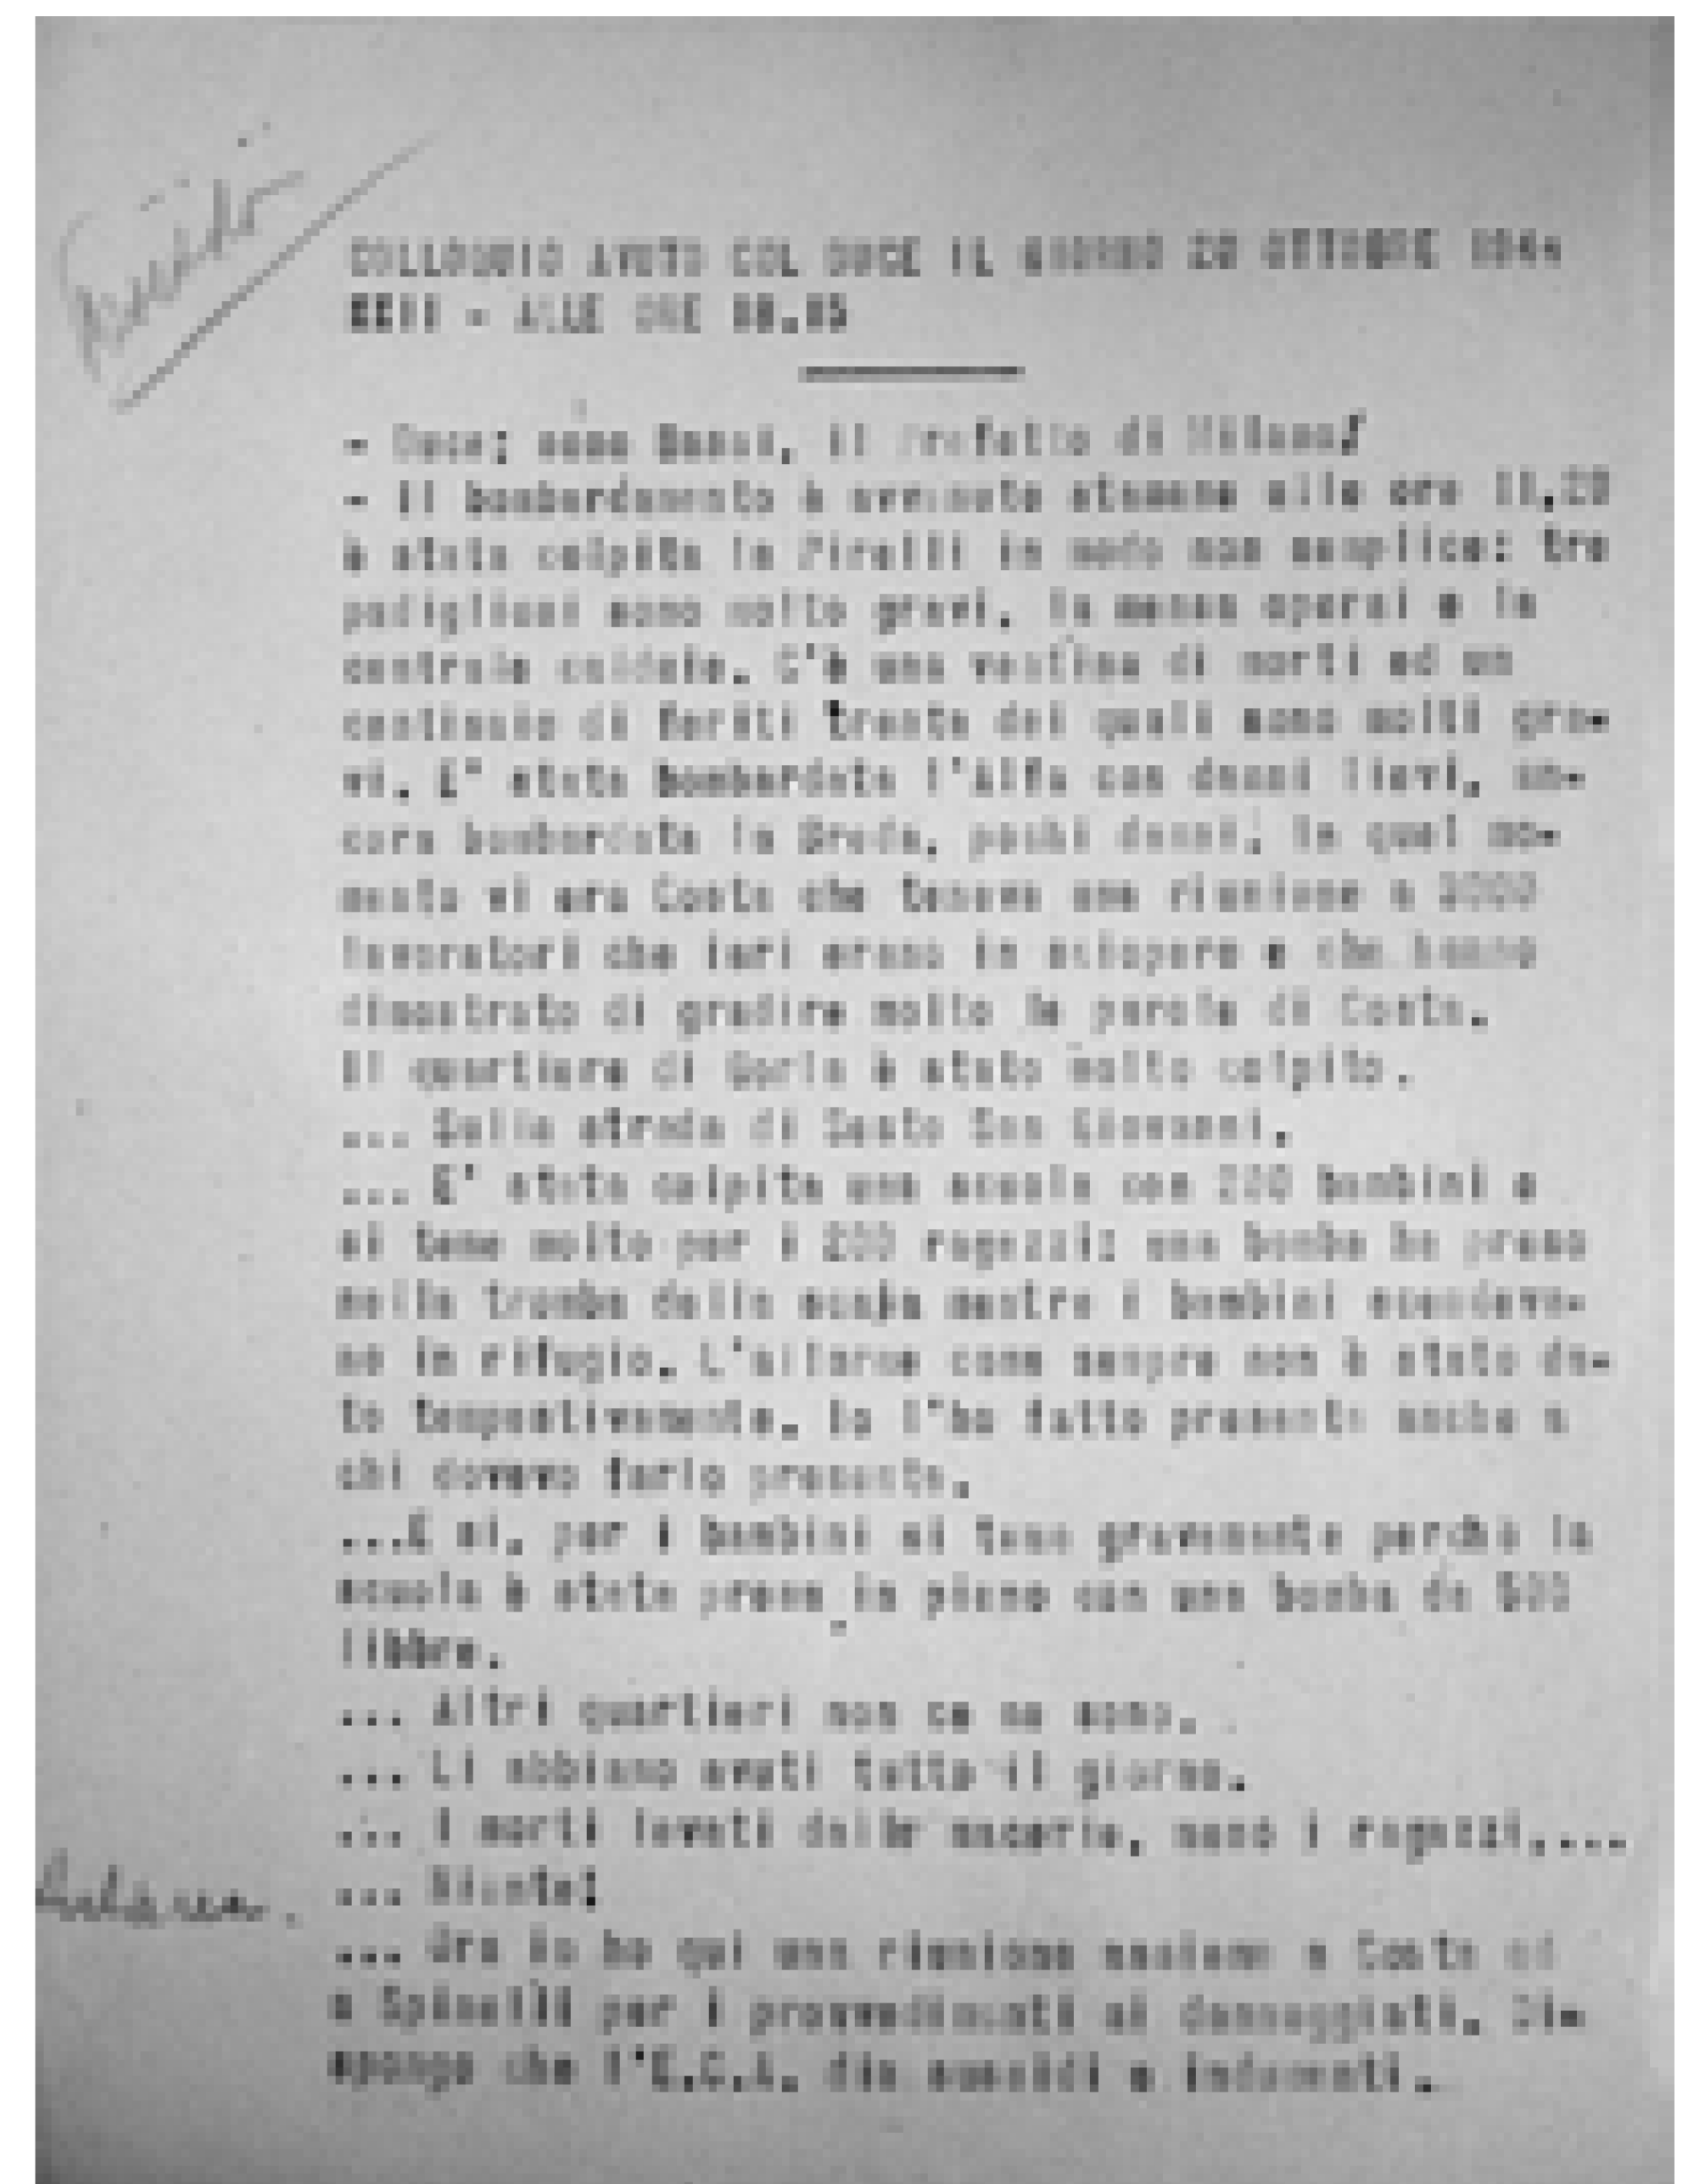 COLLOQUIO AVUTO COL DUCE IL GIORNO 20 OTTOBRE 1944
XXII - ALLE ORE
- Duce: sono Bassi, il Prefetto di Milano!
- Il bombardamento è avvenuto stamane alle ore 11,20
è stata colpita la Pirelli in modo non semplice: tre
padiglioni sono molto gravi, la mensa operai e la
centrale caldaie. C'è una ventina di morti ed un
centinaio di feriti trenta dei quali sono molti gra-
vi. E' stata bombardata l'Alfa con danni lievi, an-
cora bombardata la Breda, pochi danni, in quel mo-
mento vi era Costa che teneva una riunione a 3000
lavoratori che ieri erano in sciopero e che hanno
dimostrato di gradire molto le parole di Costa.
Il quartiere di Gorla è stato molto colpito.
... Sulla strada di Sesto San Giovanni.
... E' stata colpita una scuola con 200 bambini e
si teme molto per i 200 ragazzi: una bomba ha preso
nella tromba della scala mentre i bambini scendeva-
no in rifugio. L'allarme come sempre non è stato da-
to tempestivamente. Io l'ho fatto presente anche a
chi dovevo farlo presente.
...E si, per i bambini si teme gravemente perchè la
scuola è stata presa in pieno con una bomba da 500
libbre.
... Altri quartieri non ce ne sono.
... Li abbiamo avuti tutto il giorno.
... I morti levati dalle macerie, meno i ragazzi,....
... Niente!
... Ora io ho qui una riunione assieme a Costa ed
a Spinelli per i provvedimenti ai danneggiati. Di-
spongo che l'E.C.A. dia sussidi e indumenti.